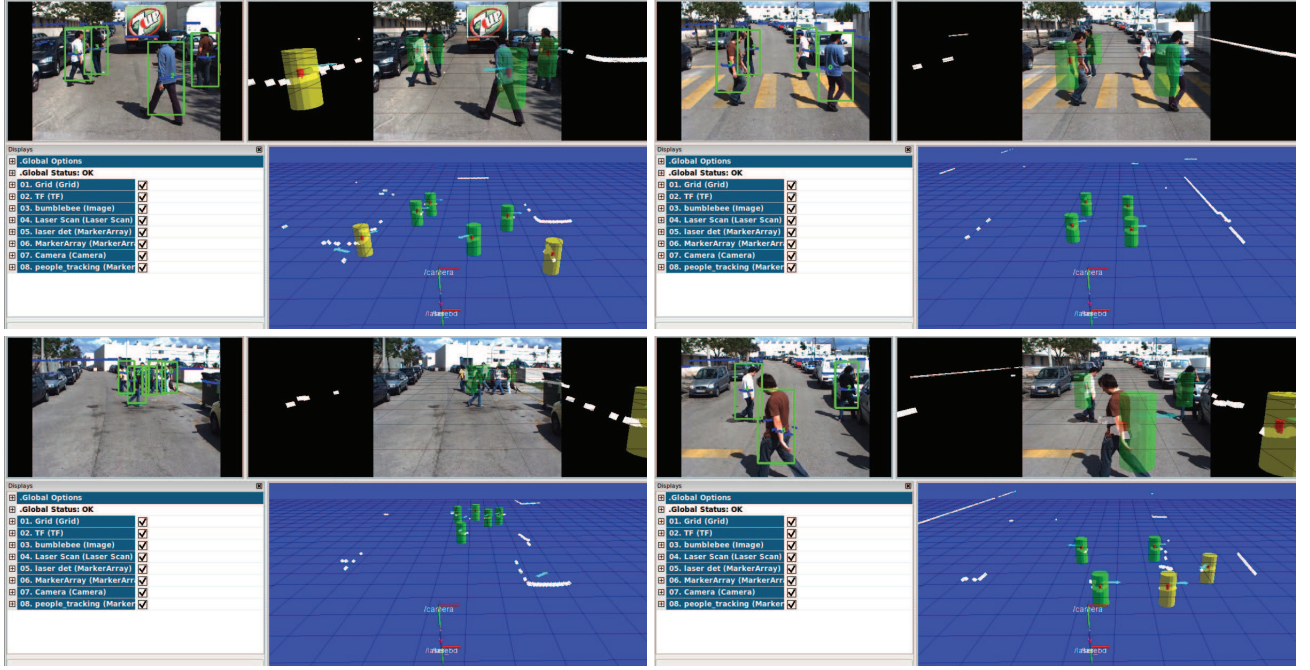 7UP
Displays
.Global Options
.Global Status: OK
01. Grid (Grid)
02. TF (TF)
03. bumblebee (Image)
04. Laser Scan (Laser Scan)
05. laser det (MarkerArray)
06. MarkerArray (MarkerArr
07. Camera (Camera)
08. people_tracking (Marker
/camera
Displays
.Global Options
.Global Status: OK
01. Grid (Grid)
02. TF (TF)
03. bumblebee (Image)
04. Laser Scan (Laser Scan)
05. laser det (MarkerArray)
06. MarkerArray (MarkerArr
07. Camera (Camera)
08. people_tracking (Marker
/camera
Displays
.Global Options
.Global Status: OK
01. Grid (Grid)
02. TF (TF)
03. bumblebee (Image)
04. Laser Scan (Laser Scan)
05. laser det (MarkerArray)
06. MarkerArray (MarkerArr
07. Camera (Camera)
08. people_tracking (Marker
/camera
Displays
.Global Options
.Global Status: OK
01. Grid (Grid)
02. TF (TF)
03. bumblebee (Image)
04. Laser Scan (Laser Scan)
05. laser det (MarkerArray)
06. MarkerArray (MarkerArr
07. Camera (Camera)
08. people_tracking (Marker
/camera